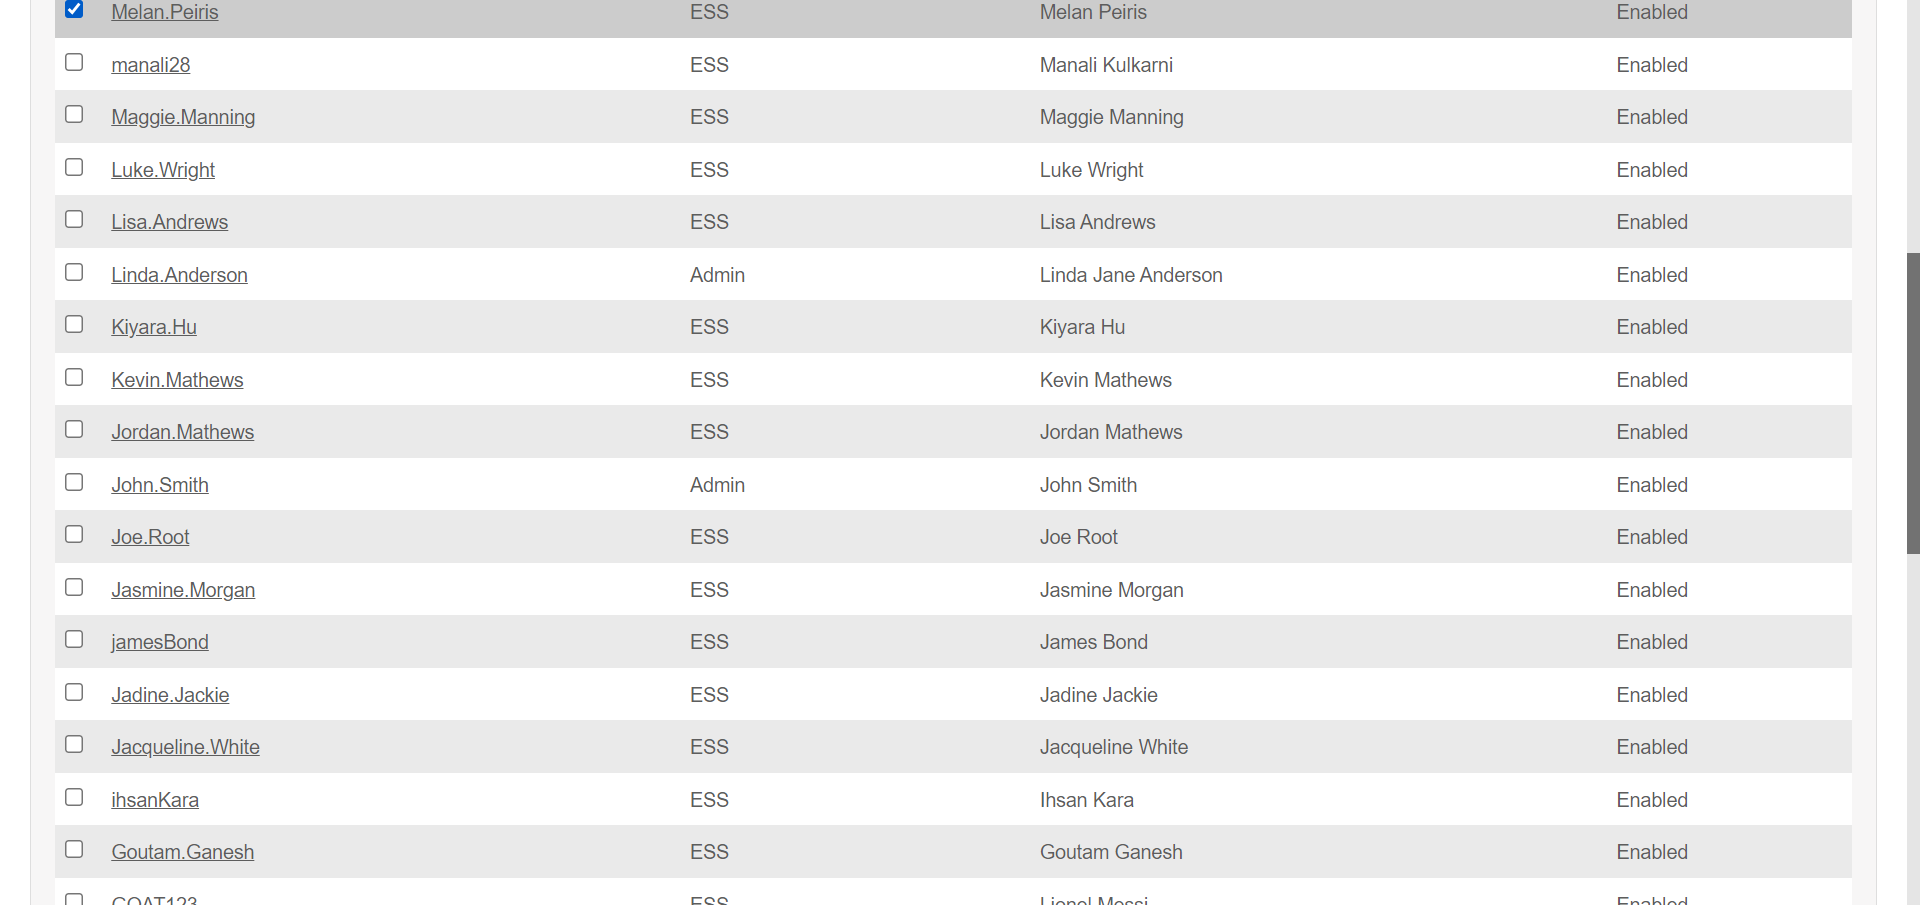 Melan.Peiris ESS Melan Peiris Enabled
manali28 ESS Manali Kulkarni Enabled
Maggie.Manning ESS Maggie Manning Enabled
Luke.Wright ESS Luke Wright Enabled
Lisa.Andrews ESS Lisa Andrews Enabled
Linda.Anderson Admin Linda Jane Anderson Enabled
Kiyara.Hu ESS Kiyara Hu Enabled
Kevin.Mathews ESS Kevin Mathews Enabled
Jordan.Mathews ESS Jordan Mathews Enabled
John.Smith Admin John Smith Enabled
Joe.Root ESS Joe Root Enabled
Jasmine.Morgan ESS Jasmine Morgan Enabled
jamesBond ESS James Bond Enabled
Jadine.Jackie ESS Jadine Jackie Enabled
Jacqueline.White ESS Jacqueline White Enabled
ihsanKara ESS Ihsan Kara Enabled
Goutam.Ganesh ESS Goutam Ganesh Enabled
GOAT123 ESS Lionel Messi Enabled